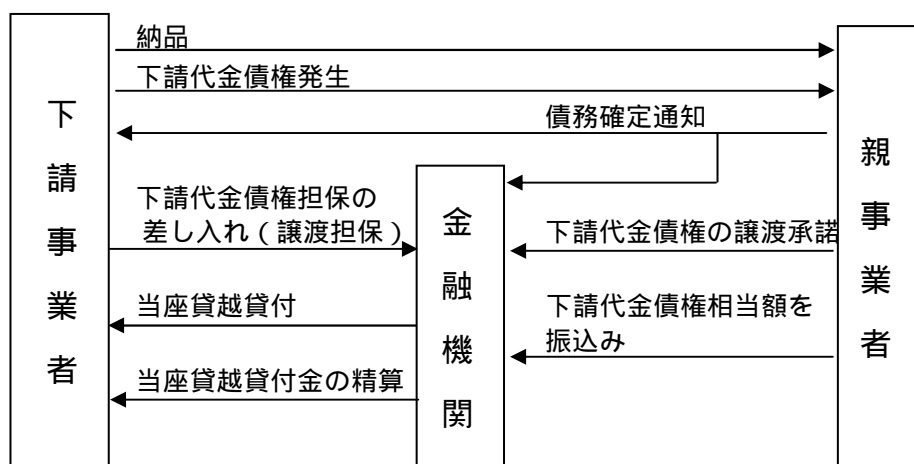 納品
下請代金債権発生
債務確定通知
下請事業者
親事業者
金融機関
下請代金債権担保の
差し入れ(譲渡担保)
下請代金債権の譲渡承諾
当座貸越貸付
下請代金債権相当額を
振込み
当座貸越貸付金の精算